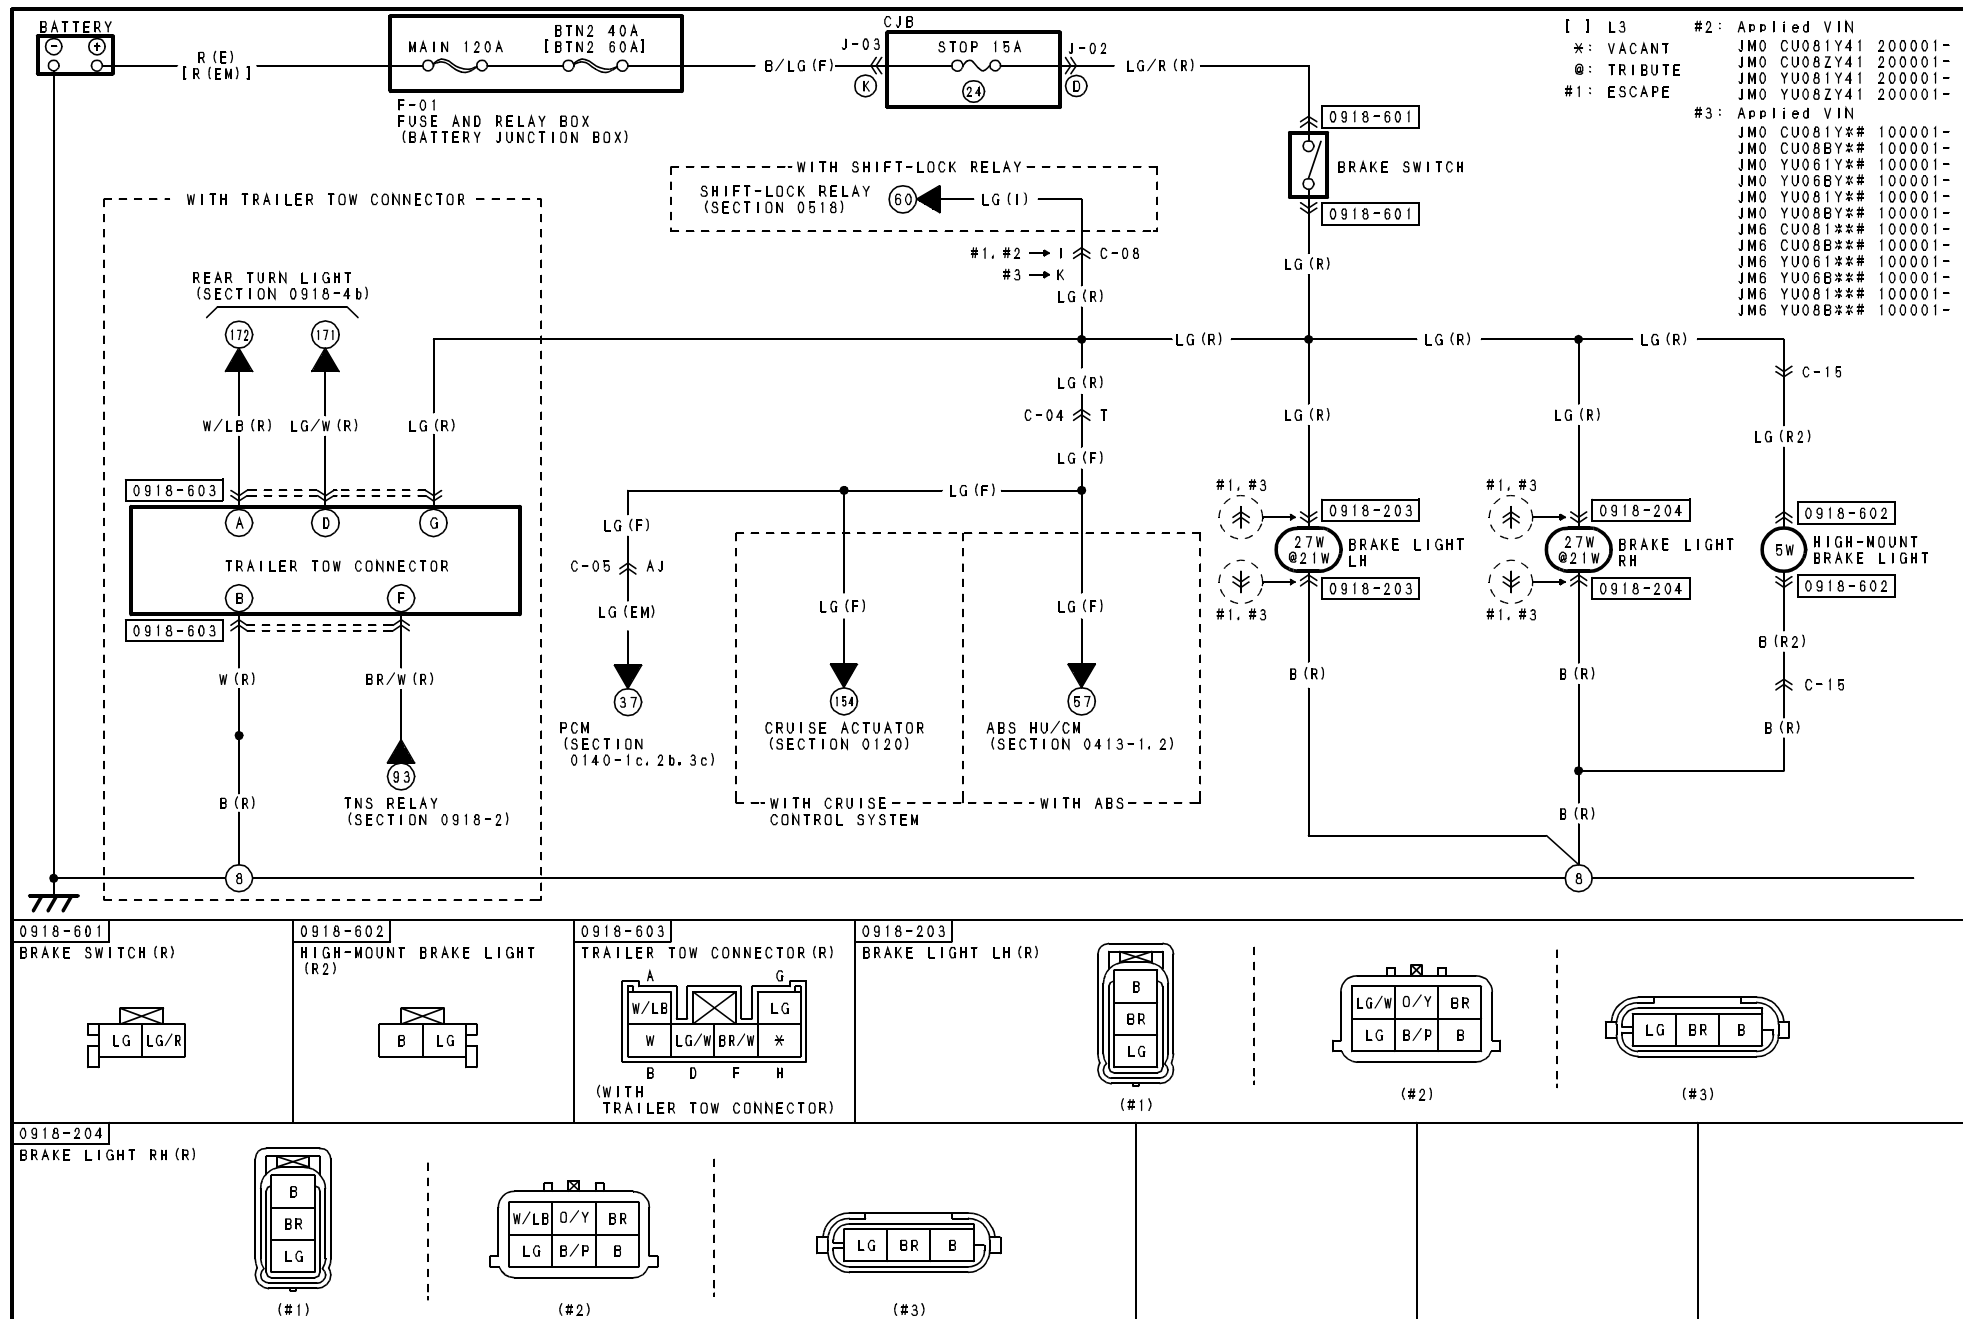 BATTERY
R(E)
[R(EM)]
MAIN 120A
BTN2 40A
[BTN2 60A]
F-01
FUSE AND RELAY BOX
(BATTERY JUNCTION BOX)
B/LG(F)
J-03
K
CJB
STOP 15A
24
J-02
D
LG/R(R)
[ ] L3
*: VACANT
@: TRIBUTE
#1: ESCAPE
#2: Applied VIN
JM0 CU081Y41 200001-
JM0 CU08ZY41 200001-
JM0 YU081Y41 200001-
JM0 YU08ZY41 200001-
#3: Applied VIN
JM0 CU081Y*# 100001-
JM0 CU08BY*# 100001-
JM0 YU061Y*# 100001-
JM0 YU06BY*# 100001-
JM0 YU081Y*# 100001-
JM0 YU08BY*# 100001-
JM6 CU081**# 100001-
JM6 CU08B**# 100001-
JM6 YU061**# 100001-
JM6 YU06B**# 100001-
JM6 YU081**# 100001-
JM6 YU08B**# 100001-
0918-601
BRAKE SWITCH
0918-601
LG(R)
WITH SHIFT-LOCK RELAY
SHIFT-LOCK RELAY
(SECTION 0518)
60
LG(I)
#1, #2 → I
C-08
#3 → K
LG(R)
WITH TRAILER TOW CONNECTOR
REAR TURN LIGHT
(SECTION 0918-4b)
172
171
W/LB(R)
LG/W(R)
LG(R)
0918-603
A
D
G
TRAILER TOW CONNECTOR
B
F
0918-603
W(R)
BR/W(R)
93
TNS RELAY
(SECTION 0918-2)
B(R)
8
LG(R)
LG(R)
LG(R)
LG(R)
C-04
T
LG(F)
LG(F)
LG(F)
C-05
AJ
LG(EM)
37
PCM
(SECTION
0140-1c, 2b, 3c)
LG(F)
154
CRUISE ACTUATOR
(SECTION 0120)
WITH CRUISE
CONTROL SYSTEM
LG(F)
57
ABS HU/CM
(SECTION 0413-1, 2)
WITH ABS
LG(R)
#1, #3
0918-203
27W
@21W
BRAKE LIGHT
LH
0918-203
#1, #3
B(R)
LG(R)
#1, #3
0918-204
27W
@21W
BRAKE LIGHT
RH
0918-204
#1, #3
B(R)
C-15
LG(R2)
0918-602
5W
HIGH-MOUNT
BRAKE LIGHT
0918-602
B(R2)
C-15
B(R)
B(R)
8
0918-601
BRAKE SWITCH(R)
LG LG/R
0918-602
HIGH-MOUNT BRAKE LIGHT
(R2)
B LG
0918-603
TRAILER TOW CONNECTOR(R)
A G
W/LB LG
W LG/W BR/W *
B D F H
(WITH
TRAILER TOW CONNECTOR)
0918-203
BRAKE LIGHT LH(R)
B
BR
LG
(#1)
LG/W O/Y BR
LG B/P B
(#2)
LG BR B
(#3)
0918-204
BRAKE LIGHT RH(R)
B
BR
LG
(#1)
W/LB O/Y BR
LG B/P B
(#2)
LG BR B
(#3)